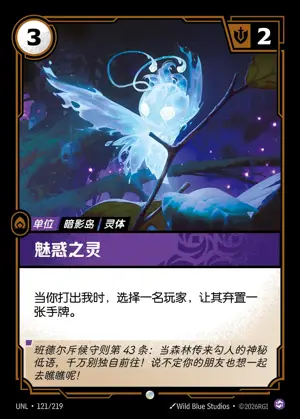 3
2
单位 暗影岛 灵体
魅惑之灵
当你打出我时，选择一名玩家，让其弃置一
张手牌。
班德尔斥候守则第 43 条：当森林传来勾人的神秘
低语，千万别独自前往！说不定你的朋友也想一起
去瞧瞧呢！
UNL • 121/219
Wild Blue Studios • ©2026RGI